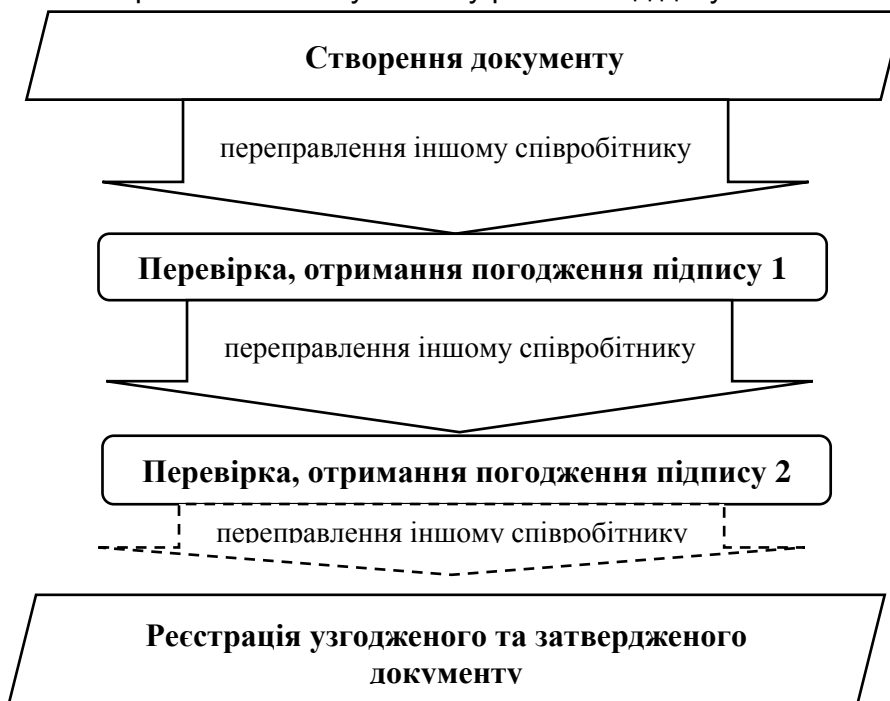 Створення документу
переправлення іншому співробітнику
Перевірка, отримання погодження підпису 1
переправлення іншому співробітнику
Перевірка, отримання погодження підпису 2
переправлення іншому співробітнику
Реєстрація узгодженого та затвердженого
документу